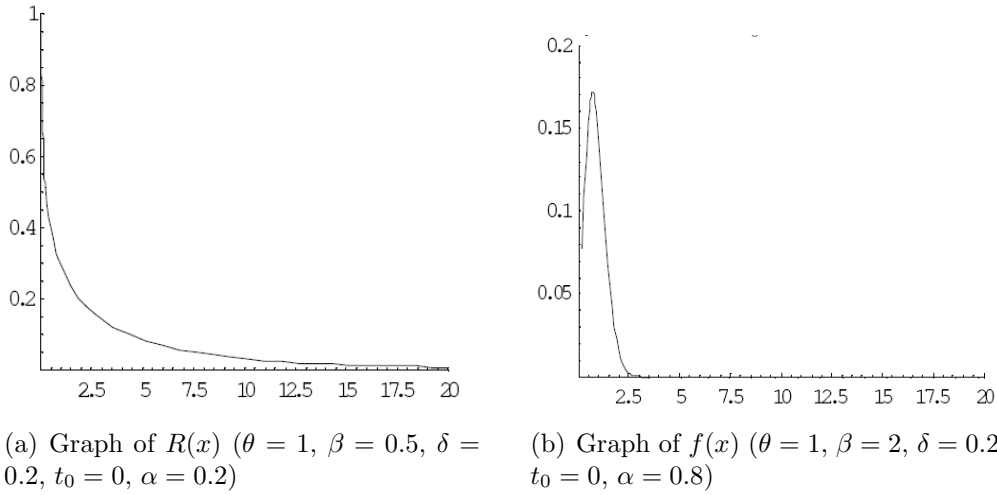 1
0.8
0.6
0.4
0.2
2.5 5 7.5 10 12.5 15 17.5 20
0.2
0.15
0.1
0.05
2.5 5 7.5 10 12.5 15 17.5 20
(a) Graph of R(x) (θ = 1, β = 0.5, δ =
0.2, t₀ = 0, α = 0.2)
(b) Graph of f(x) (θ = 1, β = 2, δ = 0.2
t₀ = 0, α = 0.8)